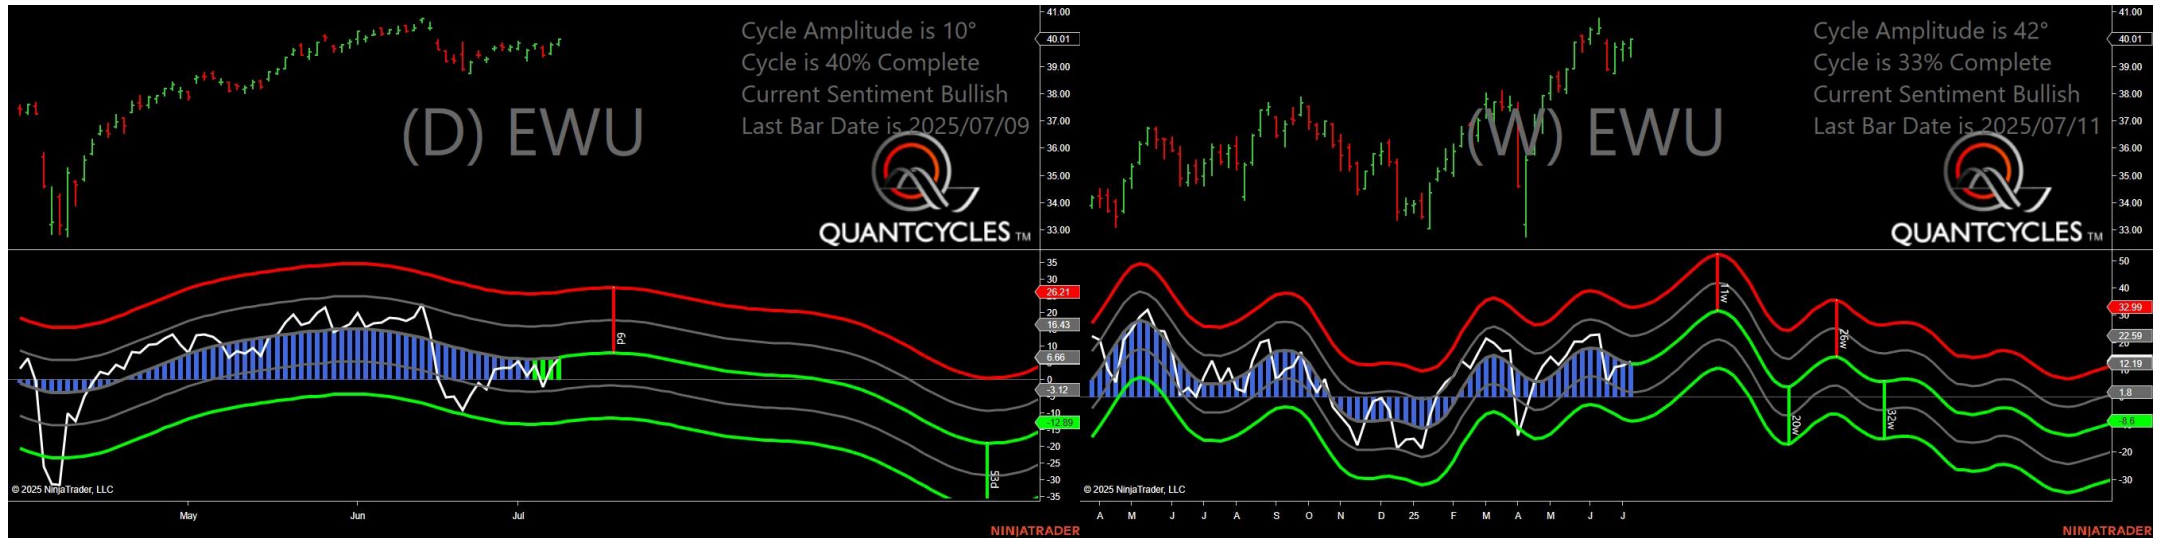 Cycle Amplitude is 10°
Cycle is 40% Complete
Current Sentiment Bullish
Last Bar Date is 2025/07/09
(D) EWU
QUANTCYCLES TM
41.00
40.01
39.00
38.00
37.00
36.00
35.00
34.00
33.00
35
30
26.21
20
16.43
10
6.66
0
-3.12
-10
-12.89
-15
-20
-25
-30
-35
6d
53d
© 2025 NinjaTrader, LLC
May Jun Jul
NINJATRADER
Cycle Amplitude is 42°
Cycle is 33% Complete
Current Sentiment Bullish
Last Bar Date is 2025/07/11
(W) EWU
QUANTCYCLES TM
41.00
40.01
39.00
38.00
37.00
36.00
35.00
34.00
33.00
50
40
32.99
30
22.59
20
12.19
10
1.8
-8.6
-20
-30
11w
26w
20w
32w
© 2025 NinjaTrader, LLC
A M J J A S O N D 25 F M A M J J
NINJATRADER